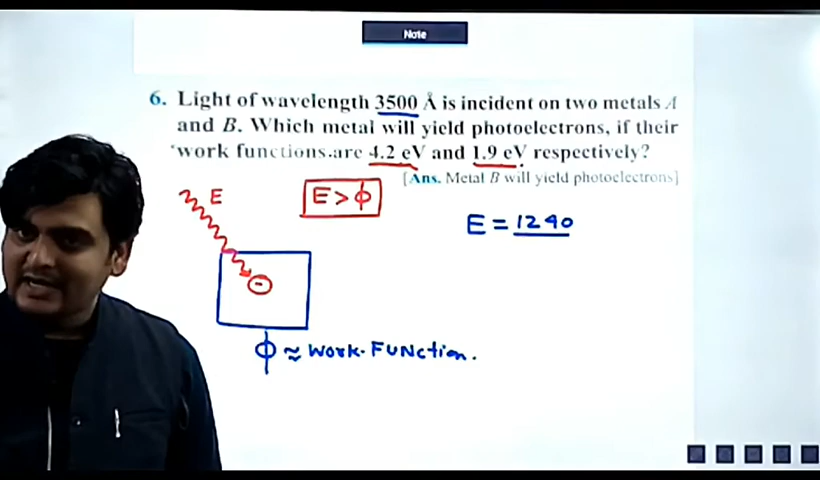 Note
6. Light of wavelength 3500 Å is incident on two metals A
and B. Which metal will yield photoelectrons, if their
work functions are 4.2 eV and 1.9 eV respectively?
[Ans. Metal B will yield photoelectrons]
E
E > ϕ
E = 1240
-
ϕ ≈ Work-FUNction.